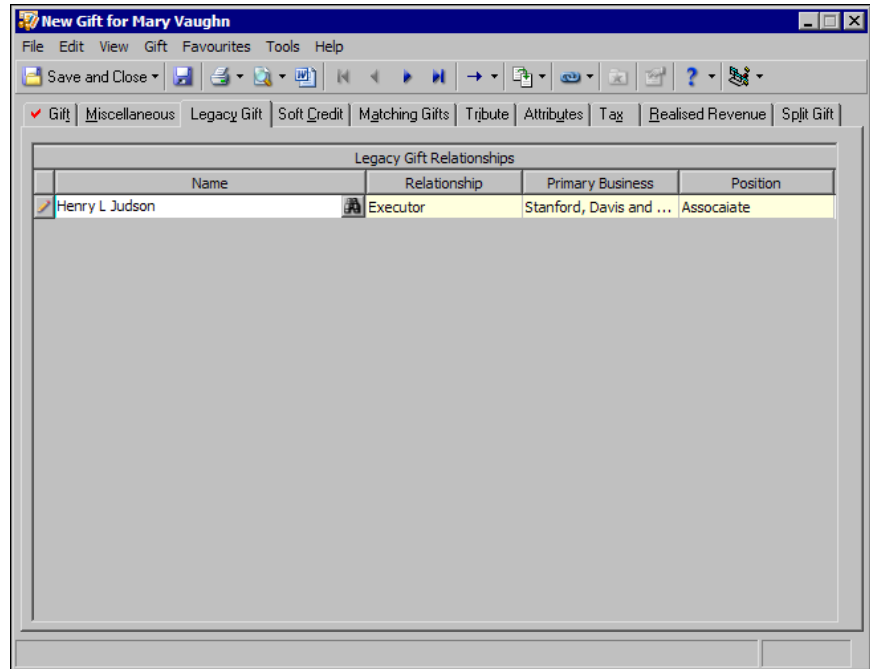 New Gift for Mary Vaughn
File Edit View Gift Favourites Tools Help
Save and Close
Gift Miscellaneous Legacy Gift Soft Credit Matching Gifts Tribute Attributes Tax Realised Revenue Split Gift
Legacy Gift Relationships
Name Relationship Primary Business Position
Henry L Judson Executor Stanford, Davis and ... Assocaiate